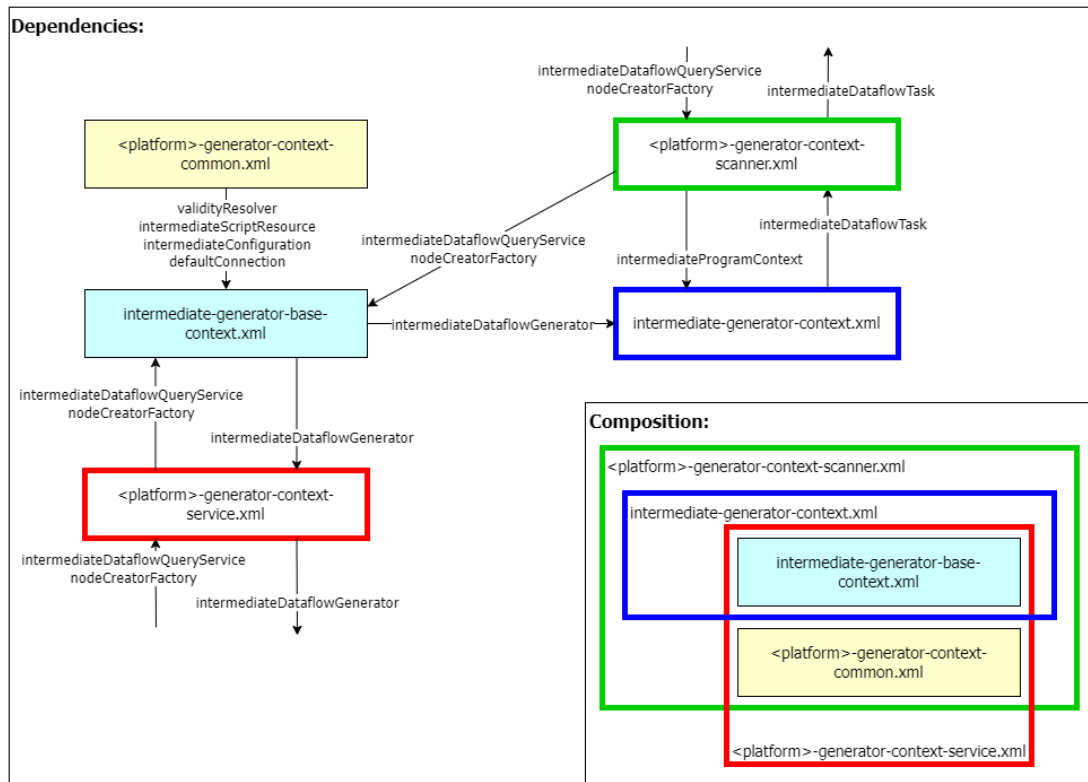 Dependencies:
intermediateDataflowQueryService
nodeCreatorFactory
intermediateDataflowTask
<platform>-generator-context-
common.xml
<platform>-generator-context-
scanner.xml
validityResolver
intermediateScriptResource
intermediateConfiguration
defaultConnection
intermediateDataflowQueryService
nodeCreatorFactory
intermediateProgramContext
intermediateDataflowTask
intermediate-generator-base-
context.xml
intermediateDataflowGenerator
intermediate-generator-context.xml
intermediateDataflowQueryService
nodeCreatorFactory
intermediateDataflowGenerator
<platform>-generator-context-
service.xml
intermediateDataflowQueryService
nodeCreatorFactory
intermediateDataflowGenerator
Composition:
<platform>-generator-context-scanner.xml
intermediate-generator-context.xml
intermediate-generator-base-
context.xml
<platform>-generator-context-
common.xml
<platform>-generator-context-service.xml